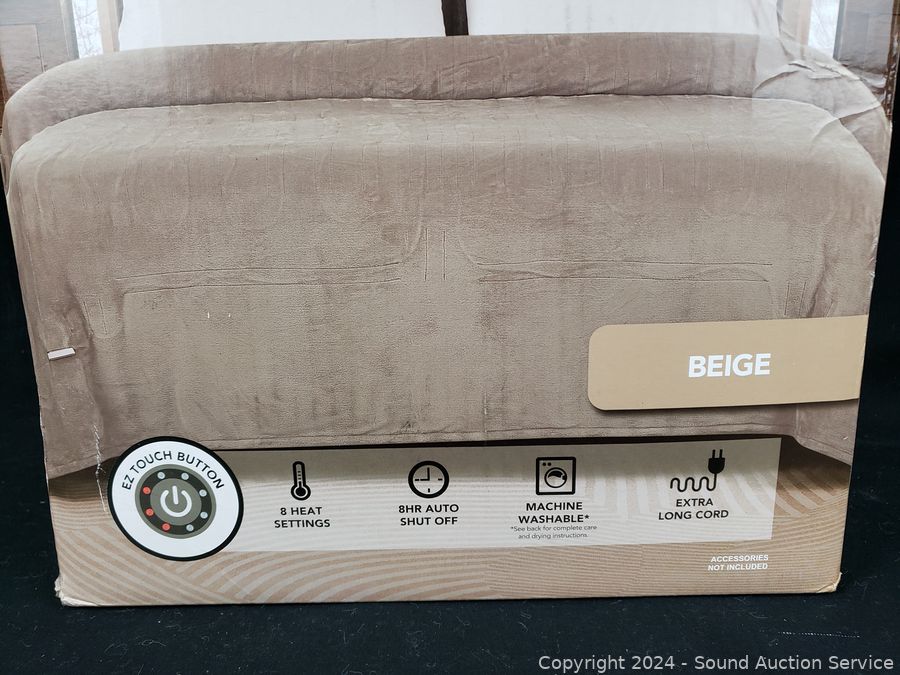 BEIGE
EZ TOUCH BUTTON
8 HEAT
SETTINGS
8HR AUTO
SHUT OFF
MACHINE
WASHABLE*
*See back for complete care
and drying instructions.
EXTRA
LONG CORD
ACCESSORIES
NOT INCLUDED
Copyright 2024 - Sound Auction Service